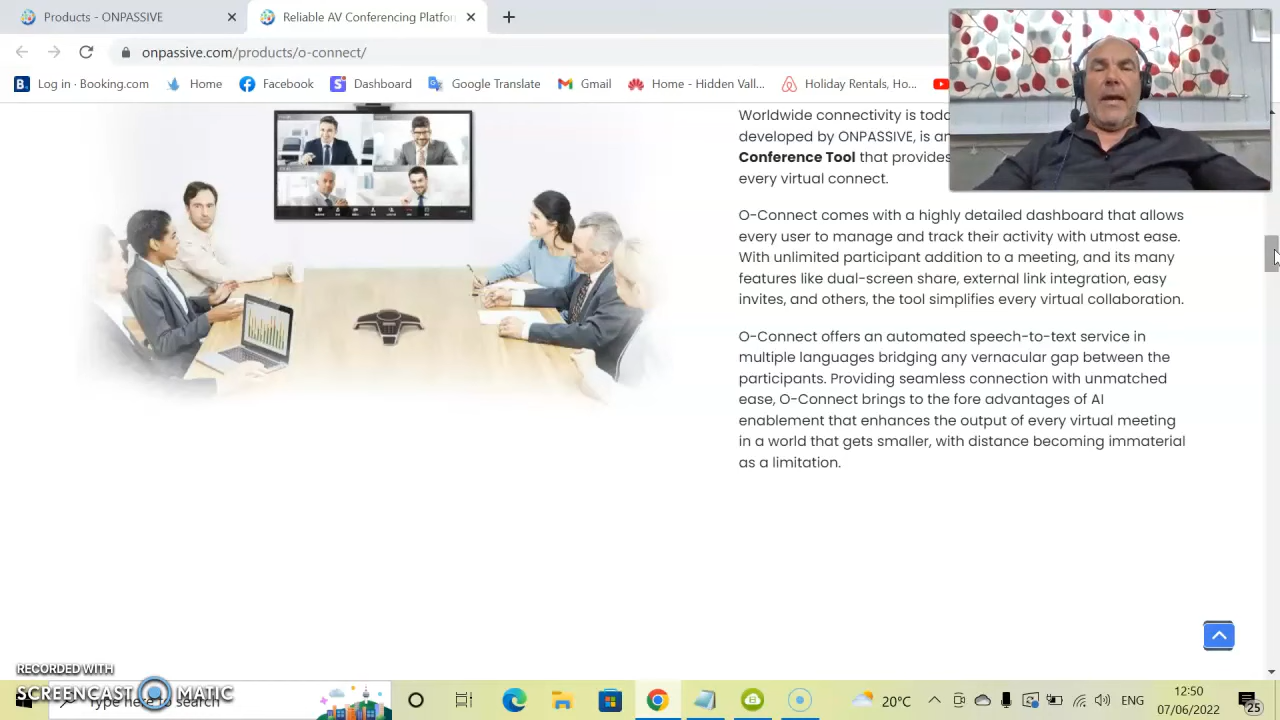 Products - ONPASSIVE
Reliable AV Conferencing Platfo
onpassive.com/products/o-connect/
B. Log in · Booking.com Home Facebook Dashboard Google Translate Gmail Home - Hidden Vall... Holiday Rentals, Ho...
Worldwide connectivity is toda
developed by ONPASSIVE, is an
Conference Tool that provides
every virtual connect.
O-Connect comes with a highly detailed dashboard that allows
every user to manage and track their activity with utmost ease.
With unlimited participant addition to a meeting, and its many
features like dual-screen share, external link integration, easy
invites, and others, the tool simplifies every virtual collaboration.
O-Connect offers an automated speech-to-text service in
multiple languages bridging any vernacular gap between the
participants. Providing seamless connection with unmatched
ease, O-Connect brings to the fore advantages of AI
enablement that enhances the output of every virtual meeting
in a world that gets smaller, with distance becoming immaterial
as a limitation.
RECORDED WITH
SCREENCAST MATIC
Type here to search
20°C
ENG
12:50
07/06/2022
25